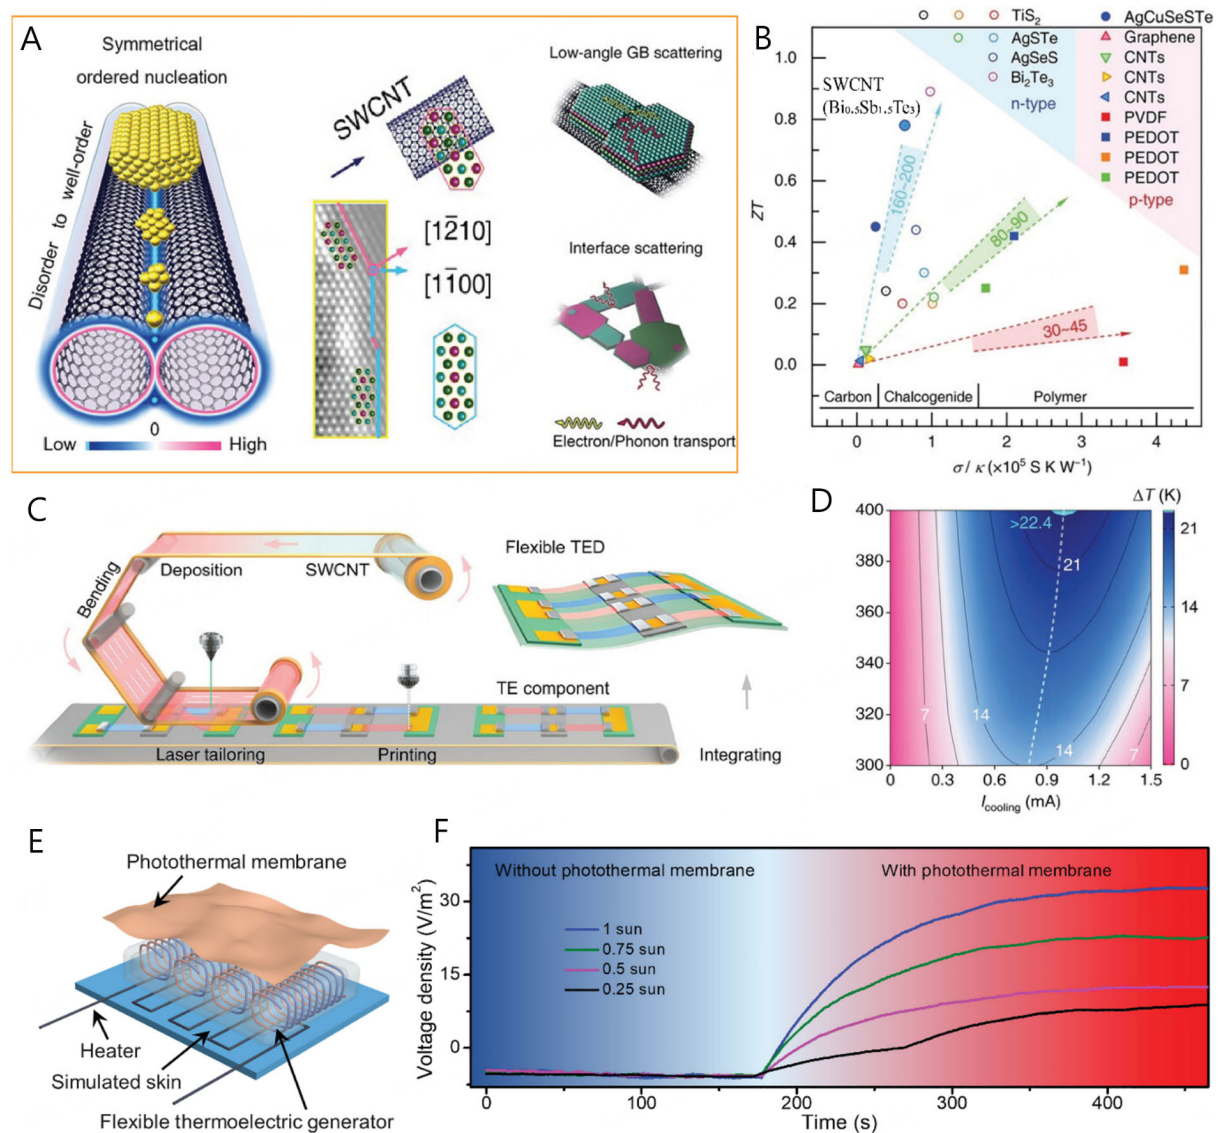 A
Symmetrical
ordered nucleation
Disorder to well-order
0
Low
High
SWCNT
[1̄210]
[1̄100]
Low-angle GB scattering
Interface scattering
Electron/Phonon transport
B
TiS₂
AgSTe
AgSeS
Bi₂Te₃
n-type
AgCuSeSTe
Graphene
CNTs
CNTs
CNTs
PVDF
PEDOT
PEDOT
PEDOT
p-type
SWCNT
(Bi₀.₅Sb₁.₅Te₃)
160~200
80~90
30~45
ZT
1.0
0.8
0.6
0.4
0.2
0.0
Carbon
Chalcogenide
Polymer
0
1
2
3
4
σ/κ (×10⁵ S K W⁻¹)
C
Bending
Deposition
SWCNT
Flexible TED
TE component
Laser tailoring
Printing
Integrating
D
ΔT (K)
400
380
360
340
320
300
>22.4
21
14
14
7
7
21
14
7
0
0
0.3
0.6
0.9
1.2
1.5
I cooling (mA)
E
Photothermal membrane
Heater
Simulated skin
Flexible thermoelectric generator
F
Without photothermal membrane
With photothermal membrane
1 sun
0.75 sun
0.5 sun
0.25 sun
Voltage density (V/m²)
30
15
0
0
100
200
300
400
Time (s)